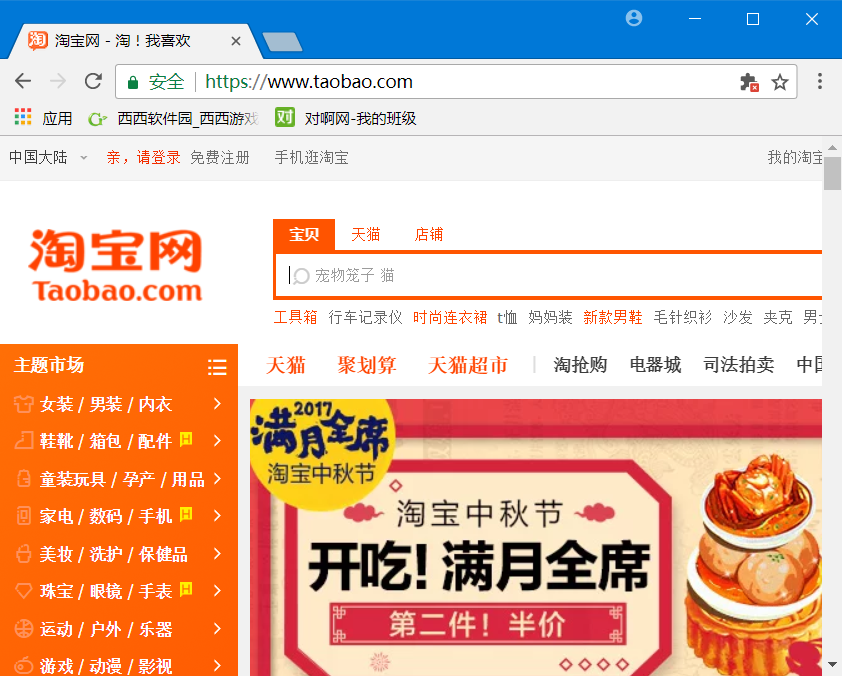 淘宝网 - 淘！我喜欢
安全 https://www.taobao.com
应用 西西软件园_西西游戏 对啊网-我的班级
中国大陆 亲，请登录 免费注册 手机逛淘宝 我的淘宝
淘宝网
Taobao.com
宝贝 天猫 店铺
宠物笼子 猫
工具箱 行车记录仪 时尚连衣裙 t恤 妈妈装 新款男鞋 毛针织衫 沙发 夹克 男士
主题市场
天猫 聚划算 天猫超市 淘抢购 电器城 司法拍卖 中国
女装 / 男装 / 内衣
鞋靴 / 箱包 / 配件 H
童装玩具 / 孕产 / 用品
家电 / 数码 / 手机 H
美妆 / 洗护 / 保健品
珠宝 / 眼镜 / 手表 H
运动 / 户外 / 乐器
游戏 / 动漫 / 影视
2017
满月全席
淘宝中秋节
淘宝中秋节
开吃! 满月全席
第二件! 半价